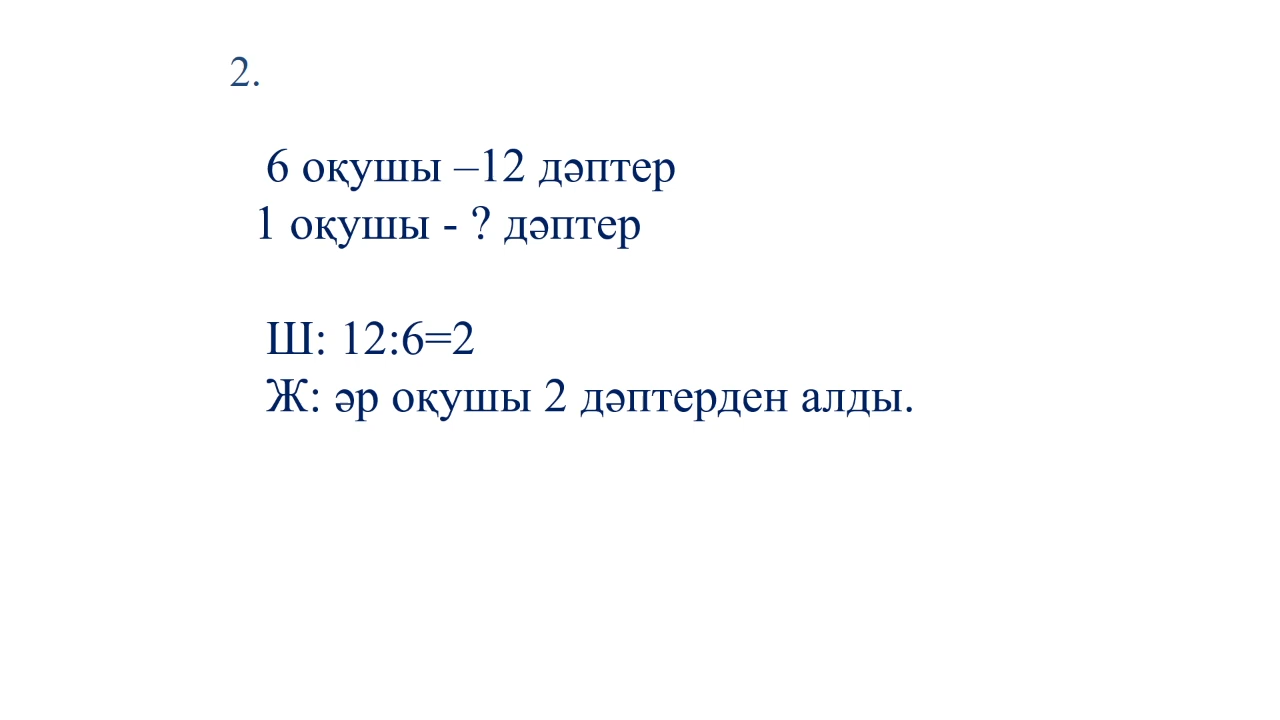 2.
6 оқушы –12 дәптер
1 оқушы - ? дәптер
Ш: 12:6=2
Ж: әр оқушы 2 дәптерден алды.